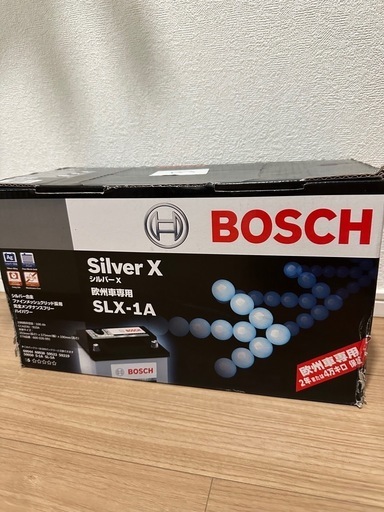 BOSCH
Silver X
シルバー X
欧州車専用
SLX-1A
Ag
シルバー合金
ファインメッシュグリッド採用
完全メンテナンスフリー
ハイパワー
BOSCH
欧州車専用
2年または4万キロ 保証